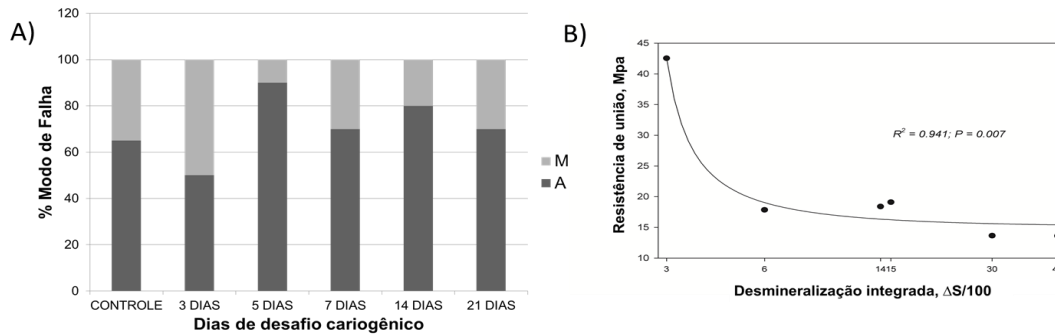 A)
% Modo de Falha
120
100
80
60
40
20
0
CONTROLE 3 DIAS 5 DIAS 7 DIAS 14 DIAS 21 DIAS
Dias de desafio cariogênico
M
A
B)
Resistência de união, Mpa
45
40
35
30
25
20
15
10
R² = 0.941; P = 0.007
3 6 1415 30
Desmineralização integrada, ΔS/100